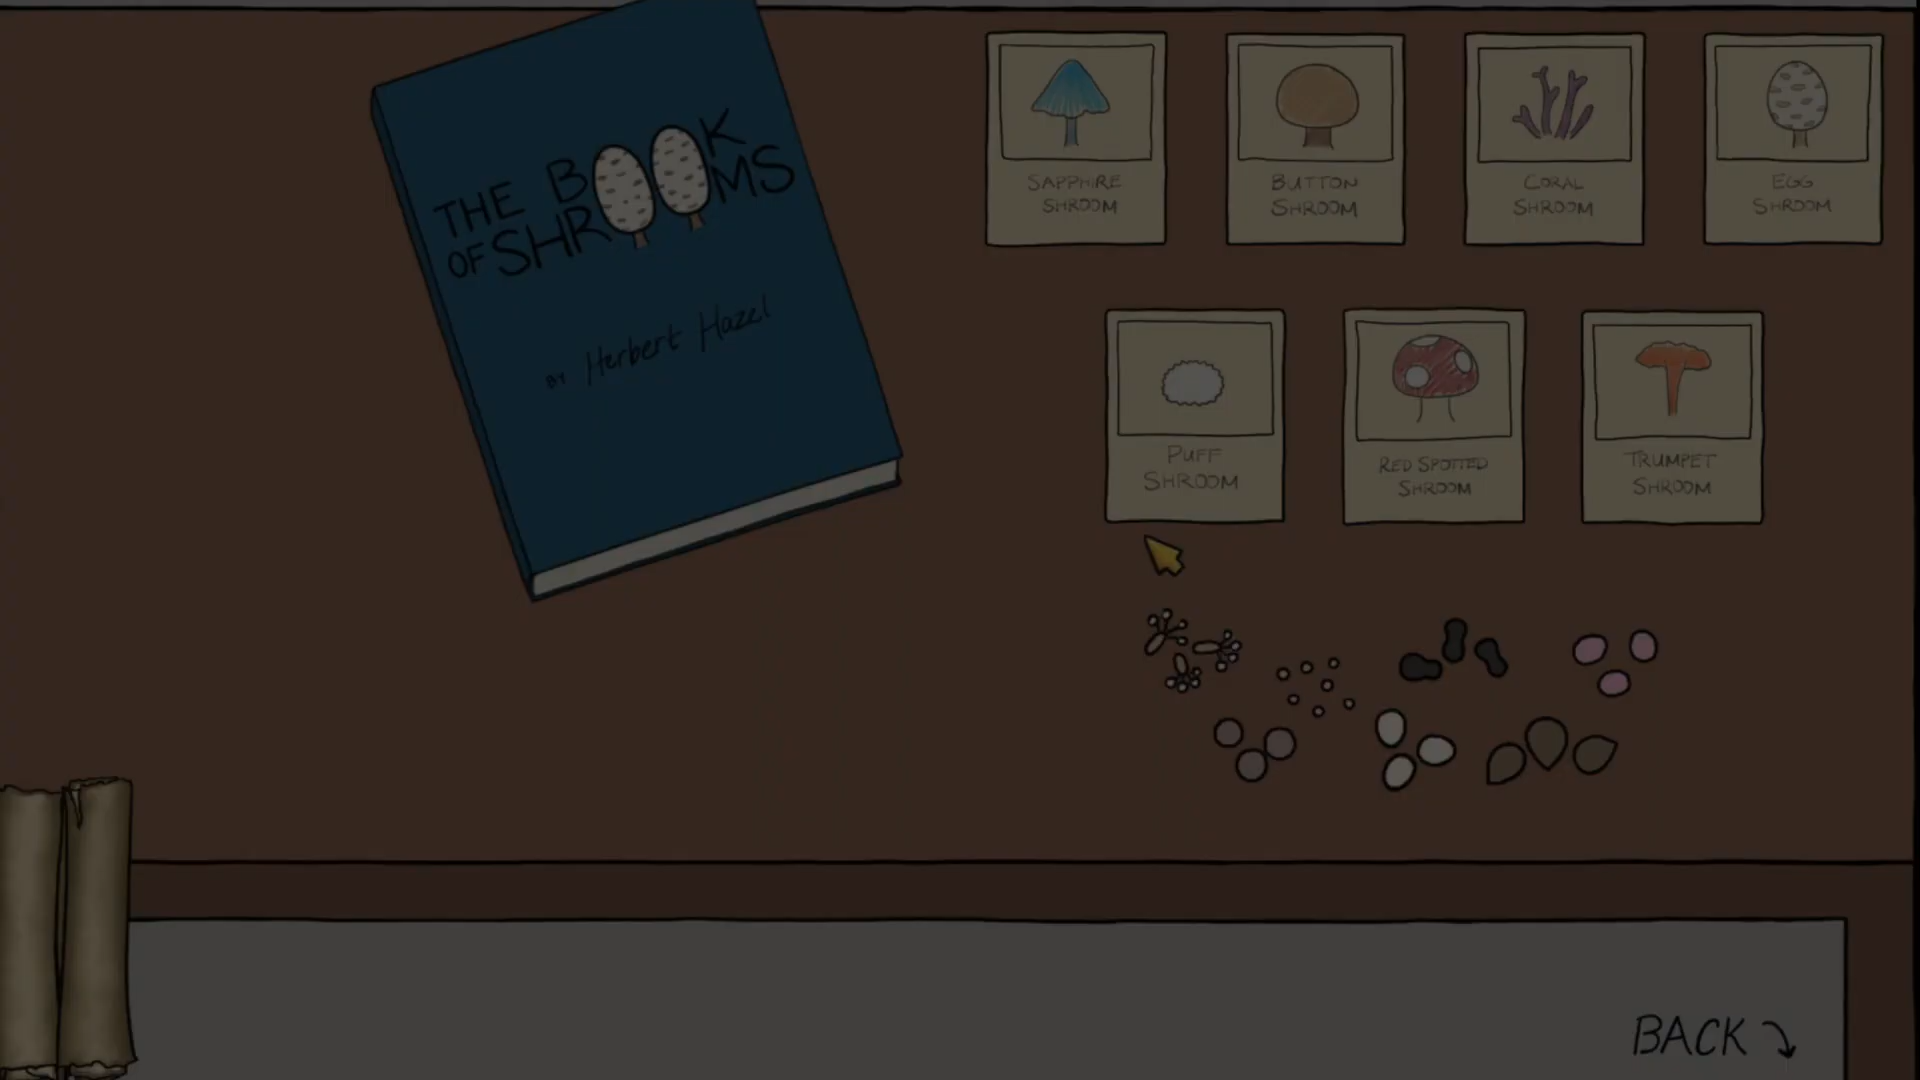 THE BOOK
OF SHROOMS
BY Herbert Hazel
SAPPHIRE
SHROOM
BUTTON
SHROOM
CORAL
SHROOM
EGG
SHROOM
PUFF
SHROOM
RED SPOTTED
SHROOM
TRUMPET
SHROOM
BACK